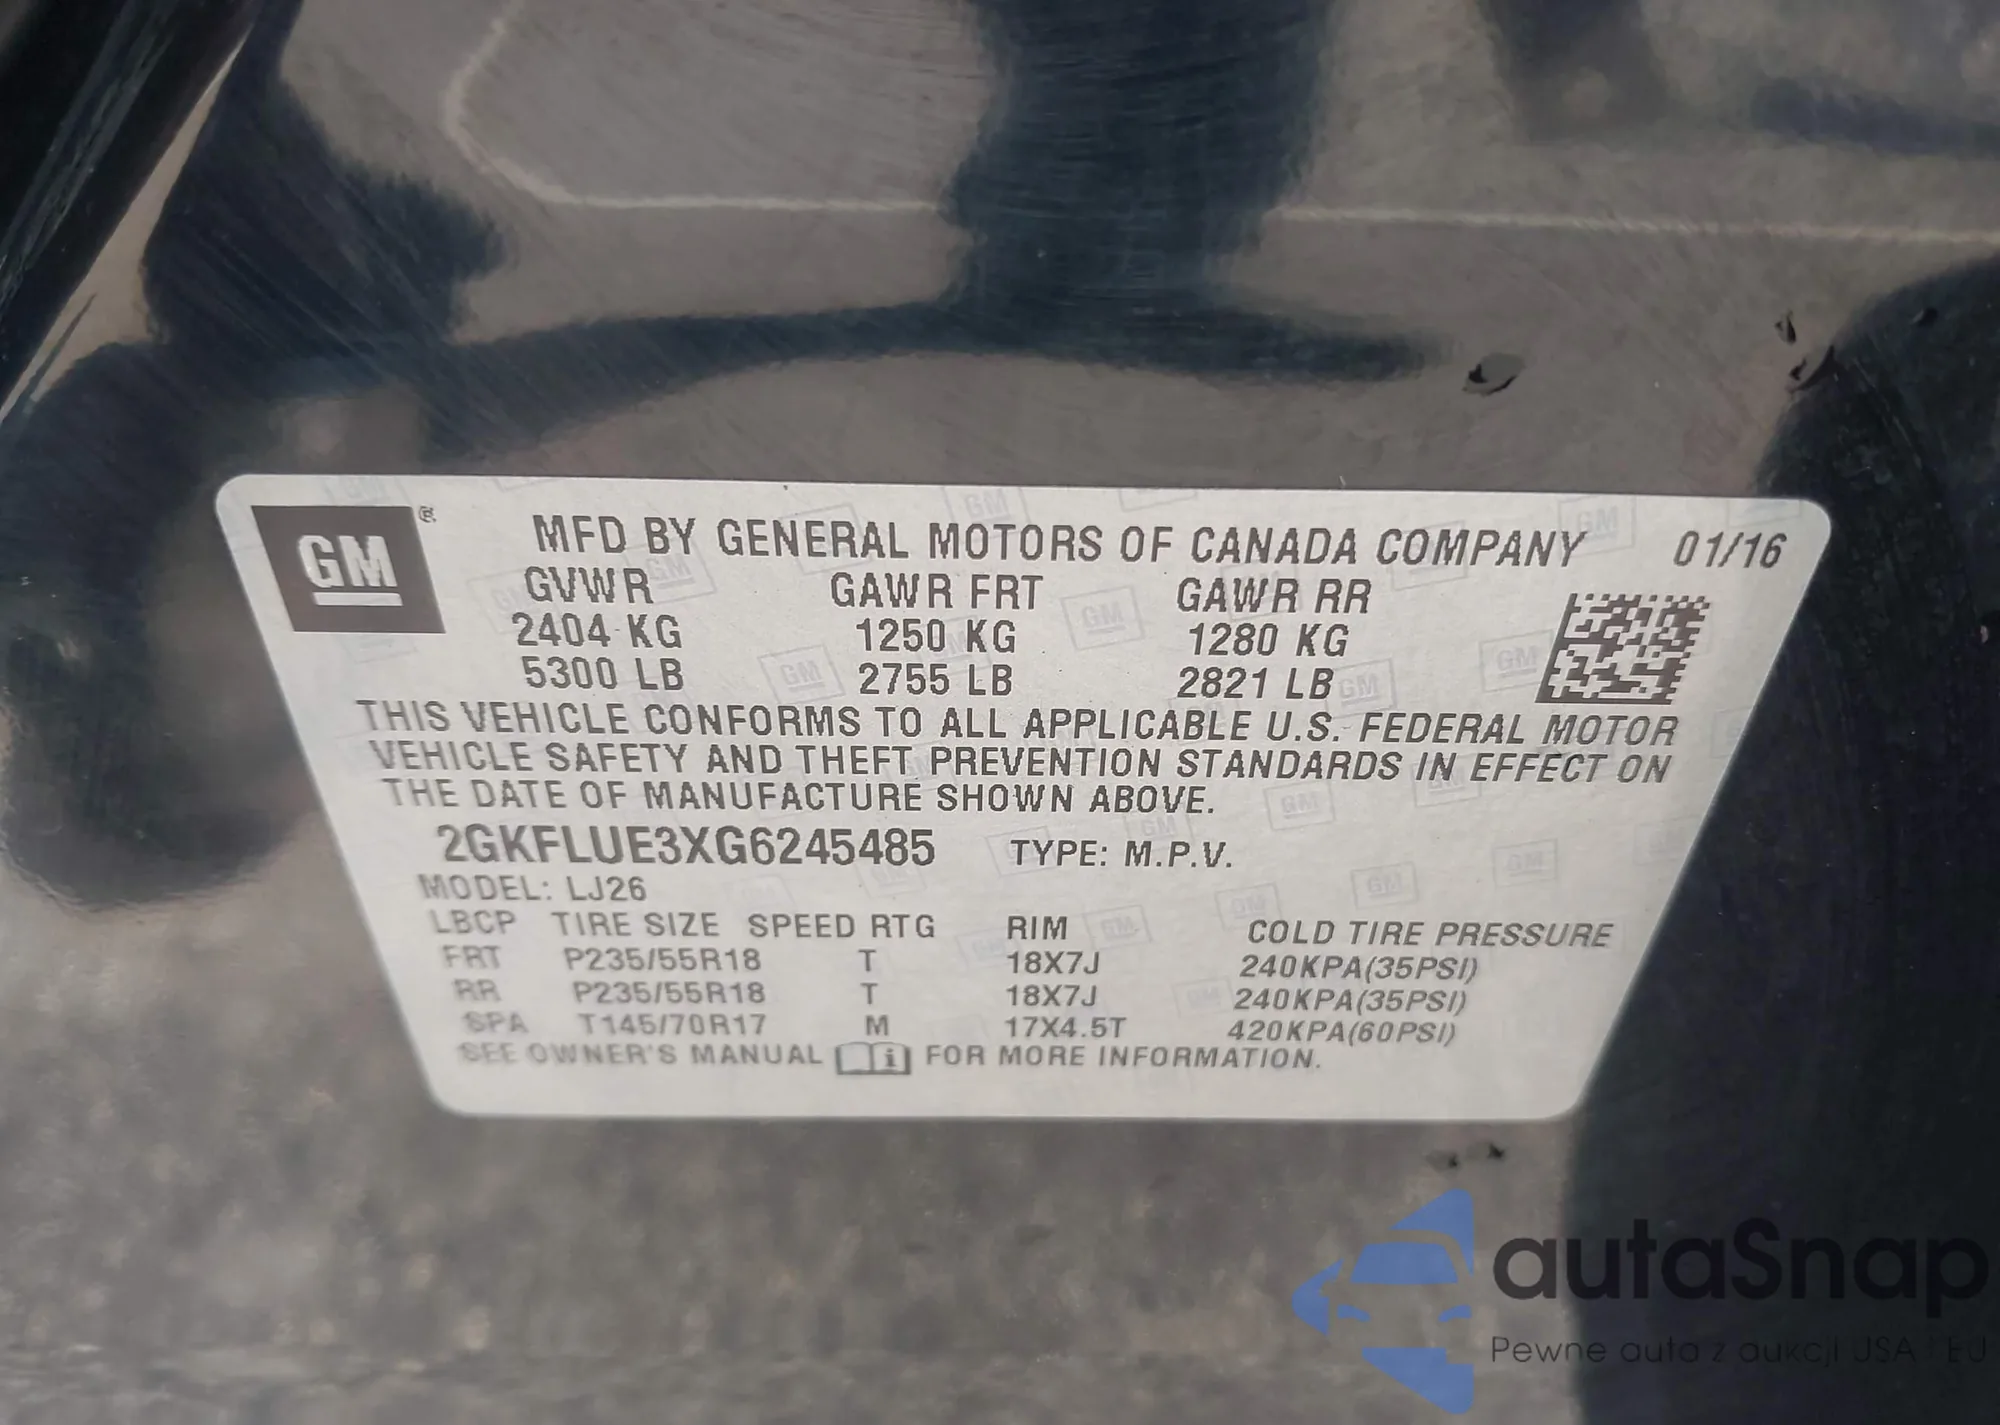 GM ® MFD BY GENERAL MOTORS OF CANADA COMPANY 01/16
GVWR GAWR FRT GAWR RR
2404 KG 1250 KG 1280 KG
5300 LB 2755 LB 2821 LB
THIS VEHICLE CONFORMS TO ALL APPLICABLE U.S. FEDERAL MOTOR
VEHICLE SAFETY AND THEFT PREVENTION STANDARDS IN EFFECT ON
THE DATE OF MANUFACTURE SHOWN ABOVE.
2GKFLUE3XG6245485 TYPE: M.P.V.
MODEL: LJ26
LBCP TIRE SIZE SPEED RTG RIM COLD TIRE PRESSURE
FRT P235/55R18 T 18X7J 240KPA(35PSI)
RR P235/55R18 T 18X7J 240KPA(35PSI)
SPA T145/70R17 M 17X4.5T 420KPA(60PSI)
SEE OWNER'S MANUAL i FOR MORE INFORMATION.
autaSnap
Pewne auta z aukcji USA i EU